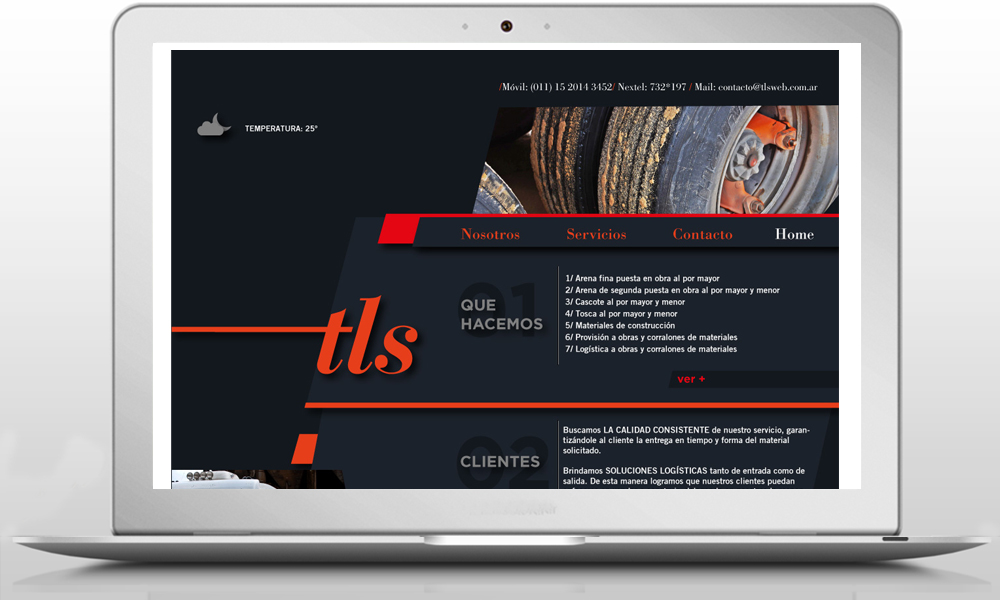 /Móvil: (011) 15 2014 3452/ Nextel: 732*197 / Mail: contacto@tlsweb.com.ar
TEMPERATURA: 25°
Nosotros Servicios Contacto Home
tls
01
QUE
HACEMOS
1/ Arena fina puesta en obra al por mayor
2/ Arena de segunda puesta en obra al por mayor y menor
3/ Cascote al por mayor y menor
4/ Tosca al por mayor y menor
5/ Materiales de construcción
6/ Provisión a obras y corralones de materiales
7/ Logística a obras y corralones de materiales
ver +
02
CLIENTES
Buscamos LA CALIDAD CONSISTENTE de nuestro servicio, garan-
tizándole al cliente la entrega en tiempo y forma del material
solicitado.
Brindamos SOLUCIONES LOGÍSTICAS tanto de entrada como de
salida. De esta manera logramos que nuestros clientes puedan